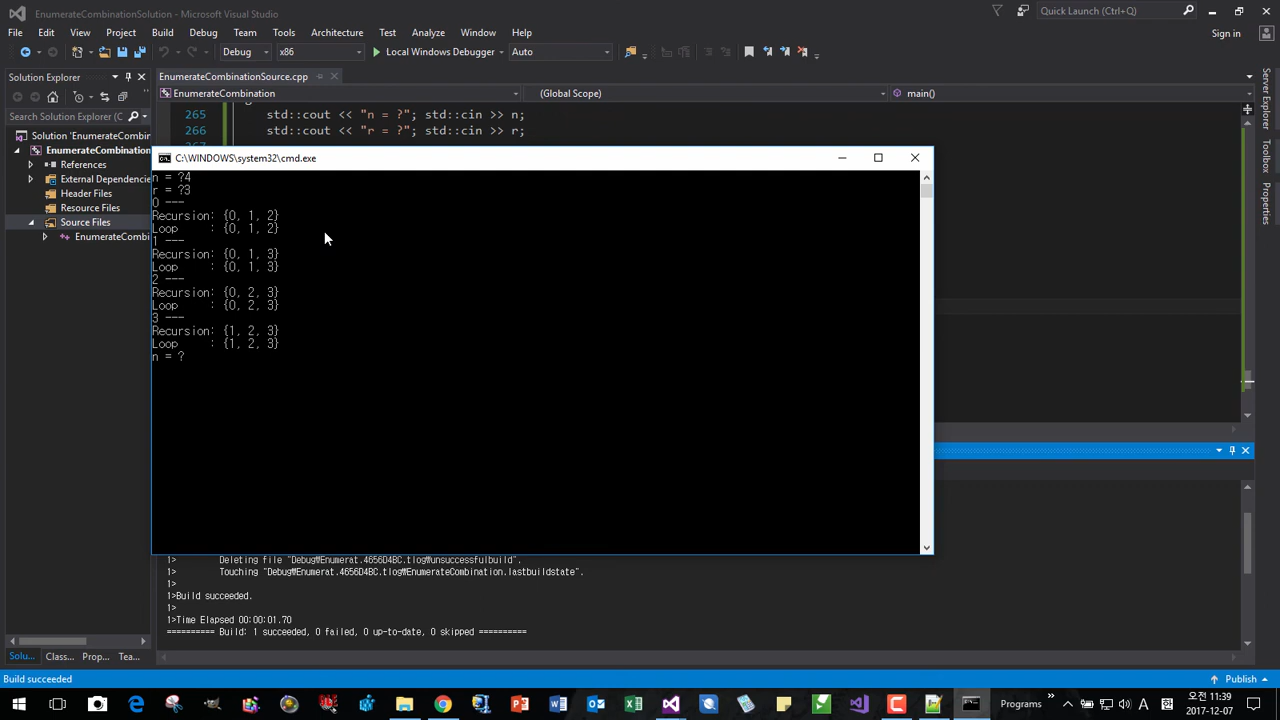 EnumerateCombinationSolution - Microsoft Visual Studio
Quick Launch (Ctrl+Q)
File Edit View Project Build Debug Team Tools Architecture Test Analyze Window Help
Sign in
Debug x86 Local Windows Debugger Auto
Solution Explorer
EnumerateCombinationSource.cpp
EnumerateCombination (Global Scope) main()
Search Solution Explorer (C
265 std::cout << "n = ?"; std::cin >> n;
266 std::cout << "r = ?"; std::cin >> r;
Solution 'EnumerateCombin
EnumerateCombination
References
External Dependencie
Header Files
Resource Files
Source Files
EnumerateCombi
C:\WINDOWS\system32\cmd.exe
n = ?4
r = ?3
0 ---
Recursion: {0, 1, 2}
Loop : {0, 1, 2}
1 ---
Recursion: {0, 1, 3}
Loop : {0, 1, 3}
2 ---
Recursion: {0, 2, 3}
Loop : {0, 2, 3}
3 ---
Recursion: {1, 2, 3}
Loop : {1, 2, 3}
n = ?
1> Deleting file "Debug₩Enumerat.4656D4BC.tlog₩unsuccessfulbuild".
1> Touching "Debug₩Enumerat.4656D4BC.tlog₩EnumerateCombination.lastbuildstate".
1>
1>Build succeeded.
1>
1>Time Elapsed 00:00:01.70
========== Build: 1 succeeded, 0 failed, 0 up-to-date, 0 skipped ==========
Solu... Class... Prop... Tea...
Build succeeded
Server Explorer
Toolbox
Properties
Programs
A
오전 11:39
2017-12-07